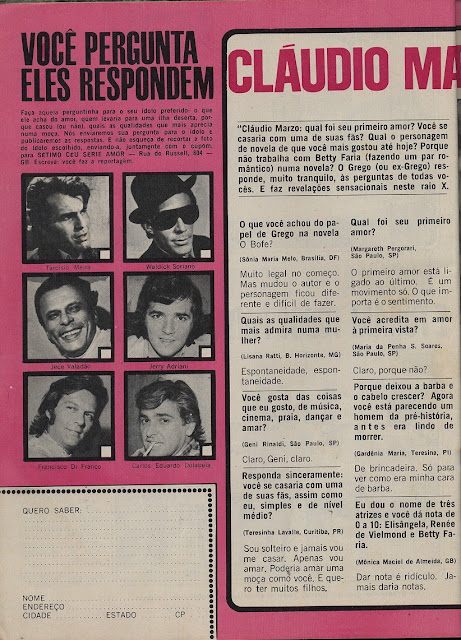 VOCÊ PERGUNTA
ELES RESPONDEM
Faça aquela perguntinha para o seu ídolo preferido: o que
ele acha do amor, quem levaria para uma ilha deserta, por
que casou (ou não), quais as qualidades que mais aprecia
numa moça. Nós enviaremos sua pergunta para o ídolo e
publicaremos as respostas. E não esqueça de recortar a foto
do ídolo escolhido, enviando-a, juntamente com o cupom,
para SETIMO CÉU SERIE AMOR — Rua do Russell, 804 —
GB. Escreva: você faz a reportagem.
Tarcísio Meira
Waldick Soriano
Jece Valadão
Jerry Adriani
Francisco Di Franco
Carlos Eduardo Dolabela
QUERO SABER:
NOME
ENDEREÇO
CIDADE ESTADO CP
CLÁUDIO MA
"Cláudio Marzo: qual foi seu primeiro amor? Você se
casaria com uma de suas fãs? Qual o personagem
de novela de que você mais gostou até hoje? Porque
não trabalha com Betty Faria (fazendo um par ro-
mântico) numa novela? O Grego (ou ex-Grego) res-
ponde, muito tranquilo, às perguntas de todas vo-
cês. E faz revelações sensacionais neste raio X.
O que você achou do pa-
pel de Grego na novela
O Bofe?
(Sônia Maria Melo, Brasília, DF)
Muito legal no começo.
Mas mudou o autor e o
personagem ficou dife-
rente e difícil de fazer.
Quais as qualidades que
mais admira numa mu-
lher?
(Lisana Ratti, B. Horizonte, MG)
Espontaneidade, espon-
taneidade.
Você gosta das coisas
que eu gosto, de música,
cinema, praia, dançar e
amar?
(Geni Rinaldi, São Paulo, SP)
Claro, Geni, claro.
Responda sinceramente:
você se casaria com uma
de suas fãs, assim como
eu, simples e de nível
médio?
(Teresinha Lavalle, Curitiba, PR)
Sou solteiro e jamais vou
me casar. Apenas vou
amar. Poderia amar uma
moça como você. E que-
ro ter muitos filhos,
Qual foi seu primeiro
amor?
(Margareth Pergorari,
São Paulo, SP)
O primeiro amor está li-
gado ao último. É um
movimento só. O que im-
porta é o sentimento.
Você acredita em amor
à primeira vista?
(Maria da Penha S. Soares,
São Paulo, SP)
Claro, porque não?
Porque deixou a barba e
o cabelo crescer? Agora
você está parecendo um
homem da pré-história,
antes era lindo de
morrer.
(Gardênia Maria, Teresina, PI)
De brincadeira. Só para
ver como era minha cara
de barba.
Eu dou o nome de três
atrizes e você dá nota de
0 a 10: Elisângela, Renée
de Vielmond e Betty Fa-
ria.
(Mônica Maciel de Almeida, GB)
Dar nota é ridículo. Ja-
mais daria notas.